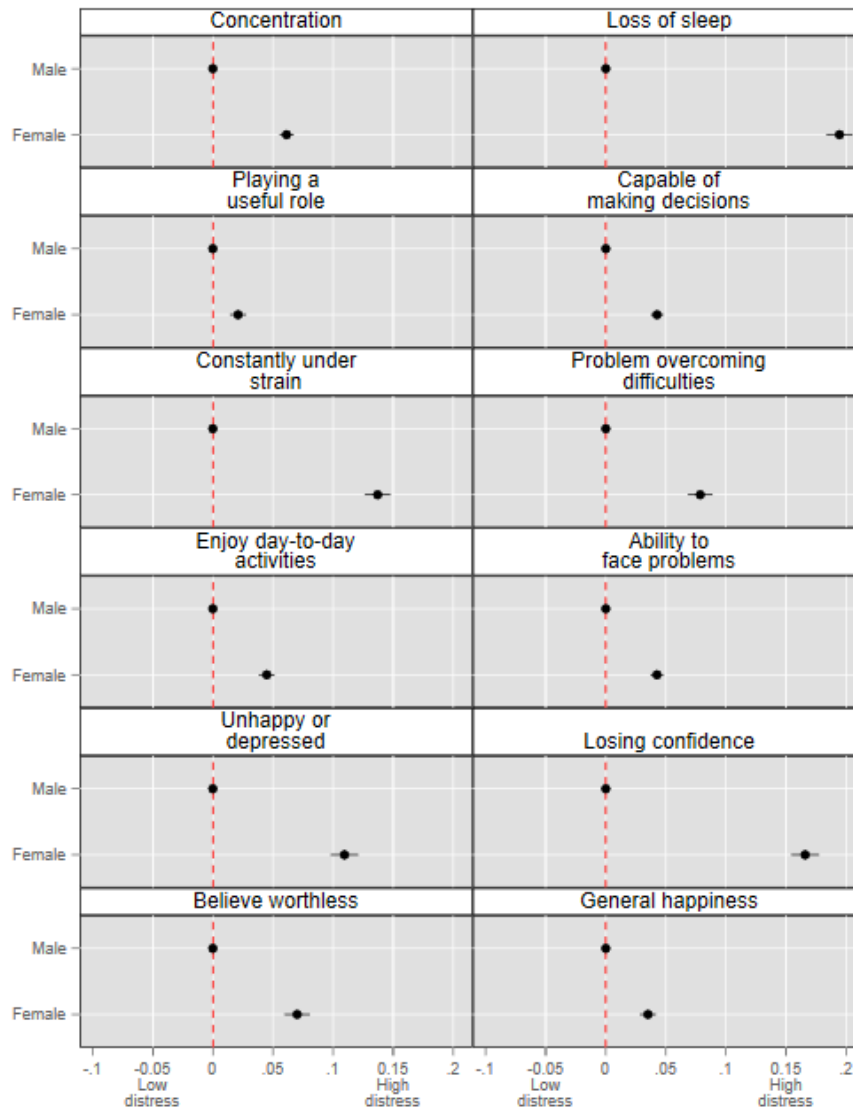 Concentration
Loss of sleep
Male
Female
Playing a
useful role
Capable of
making decisions
Male
Female
Constantly under
strain
Problem overcoming
difficulties
Male
Female
Enjoy day-to-day
activities
Ability to
face problems
Male
Female
Unhappy or
depressed
Losing confidence
Male
Female
Believe worthless
General happiness
Male
Female
-.1 -0.05 0 .05 0.15 .2
Low
distress
High
distress
-.1 -0.05 0 .05 0.15 .2
Low
distress
High
distress